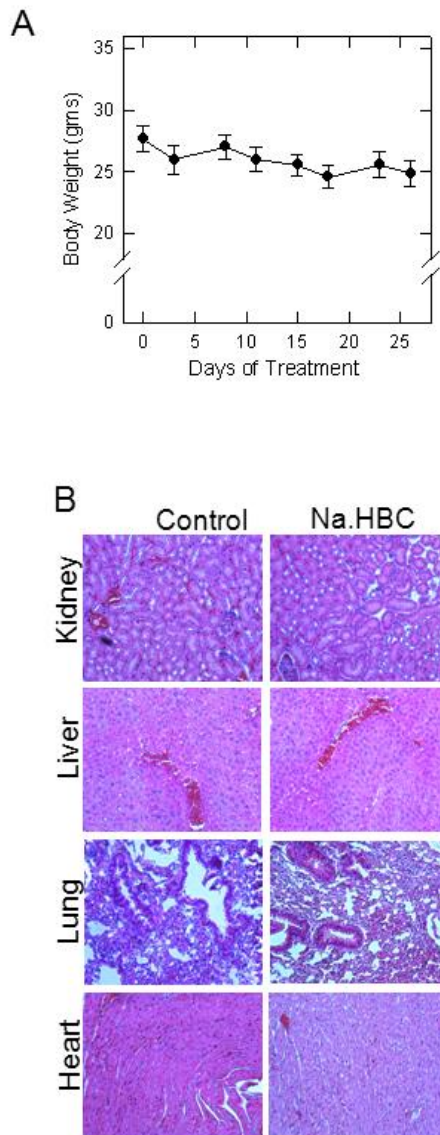 A
35
30
25
20
0
Body Weight (gms)
0 5 10 15 20 25
Days of Treatment
B
Control Na.HBC
Kidney
Liver
Lung
Heart